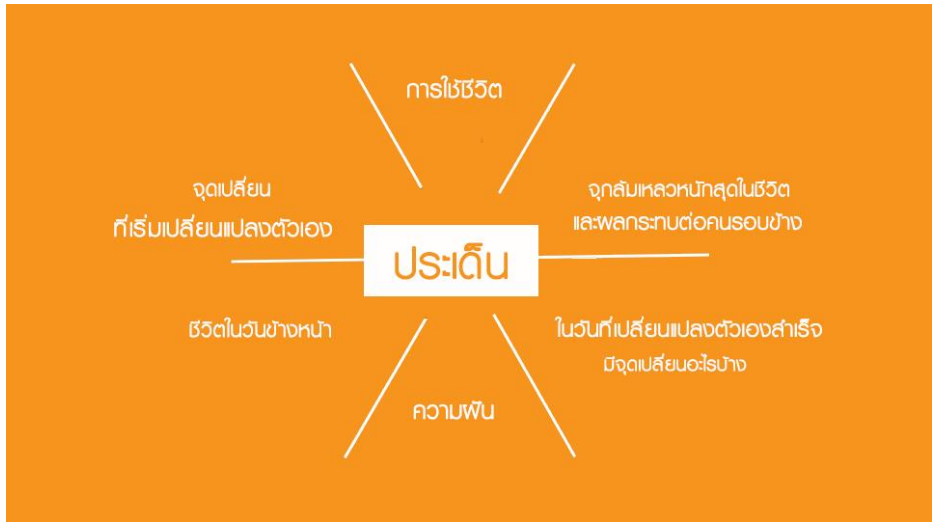 การใช้ชีวิต
จุดเปลี่ยน
ที่เริ่มเปลี่ยนแปลงตัวเอง
จุกล้มเหลวหนักสุดในชีวิต
และผลกระทบต่อคนรอบข้าง
ประเด็น
ชีวิตในวันข้างหน้า
ในวันที่เปลี่ยนแปลงตัวเองสำเร็จ
มีจุดเปลี่ยนอะไรบ้าง
ความฝัน